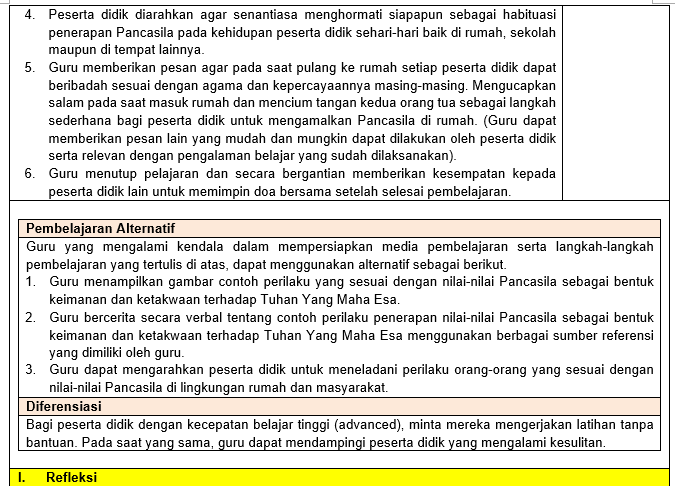 4. Peserta didik diarahkan agar senantiasa menghormati siapapun sebagai habituasi
penerapan Pancasila pada kehidupan peserta didik sehari-hari baik di rumah, sekolah
maupun di tempat lainnya.
5. Guru memberikan pesan agar pada saat pulang ke rumah setiap peserta didik dapat
beribadah sesuai dengan agama dan kepercayaannya masing-masing. Mengucapkan
salam pada saat masuk rumah dan mencium tangan kedua orang tua sebagai langkah
sederhana bagi peserta didik untuk mengamalkan Pancasila di rumah. (Guru dapat
memberikan pesan lain yang mudah dan mungkin dapat dilakukan oleh peserta didik
serta relevan dengan pengalaman belajar yang sudah dilaksanakan).
6. Guru menutup pelajaran dan secara bergantian memberikan kesempatan kepada
peserta didik lain untuk memimpin doa bersama setelah selesai pembelajaran.
Pembelajaran Alternatif
Guru yang mengalami kendala dalam mempersiapkan media pembelajaran serta langkah-langkah
pembelajaran yang tertulis di atas, dapat menggunakan alternatif sebagai berikut.
1. Guru menampilkan gambar contoh perilaku yang sesuai dengan nilai-nilai Pancasila sebagai bentuk
keimanan dan ketakwaan terhadap Tuhan Yang Maha Esa.
2. Guru bercerita secara verbal tentang contoh perilaku penerapan nilai-nilai Pancasila sebagai bentuk
keimanan dan ketakwaan terhadap Tuhan Yang Maha Esa menggunakan berbagai sumber referensi
yang dimiliki oleh guru.
3. Guru dapat mengarahkan peserta didik untuk meneladani perilaku orang-orang yang sesuai dengan
nilai-nilai Pancasila di lingkungan rumah dan masyarakat.
Diferensiasi
Bagi peserta didik dengan kecepatan belajar tinggi (advanced), minta mereka mengerjakan latihan tanpa
bantuan. Pada saat yang sama, guru dapat mendampingi peserta didik yang mengalami kesulitan.
I. Refleksi